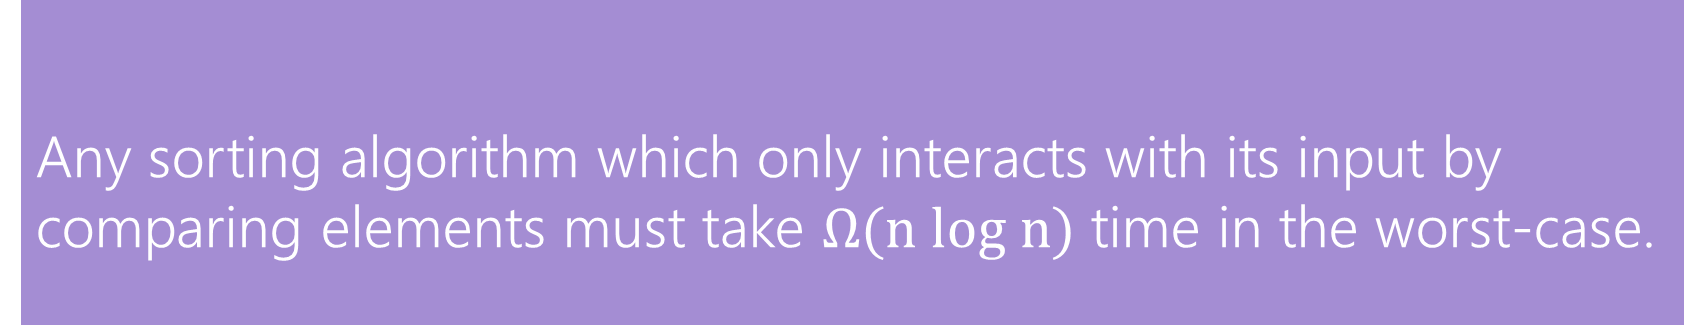 Any sorting algorithm which only interacts with its input by
comparing elements must take Ω(n log n) time in the worst-case.